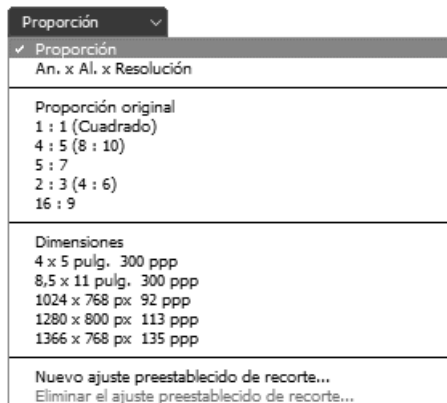 Proporción
✓ Proporción
An. x Al. x Resolución
Proporción original
1 : 1 (Cuadrado)
4 : 5 (8 : 10)
5 : 7
2 : 3 (4 : 6)
16 : 9
Dimensiones
4 x 5 pulg. 300 ppp
8,5 x 11 pulg. 300 ppp
1024 x 768 px 92 ppp
1280 x 800 px 113 ppp
1366 x 768 px 135 ppp
Nuevo ajuste preestablecido de recorte...
Eliminar el ajuste preestablecido de recorte...